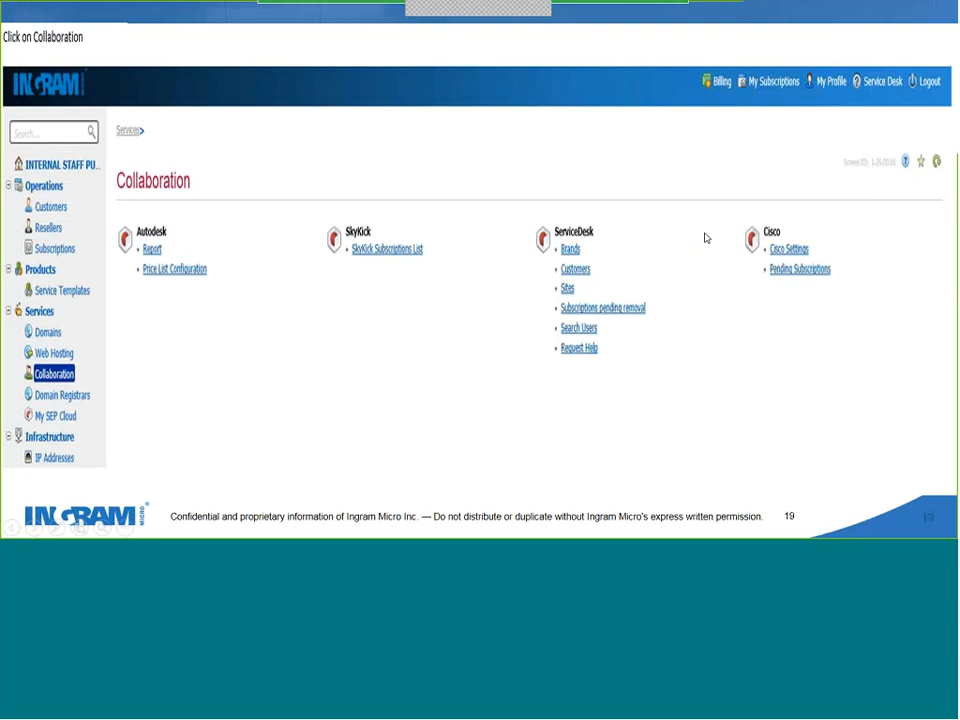 Click on Collaboration
INGRAM
Billing My Subscriptions My Profile Service Desk Logout
Search...
Services
INTERNAL STAFF PU...
Operations
Customers
Resellers
Subscriptions
Products
Service Templates
Services
Domains
Web Hosting
Collaboration
Domain Registrars
My SEP Cloud
Infrastructure
IP Addresses
Collaboration
Autodesk
Report
Price List Configuration
SkyKick
SkyKick Subscriptions List
ServiceDesk
Brands
Customers
Sites
Subscriptions pending removal
Search Users
Request Help
Cisco
Cisco Settings
Pending Subscriptions
INGRAM MICRO
Confidential and proprietary information of Ingram Micro Inc. — Do not distribute or duplicate without Ingram Micro's express written permission. 19
19